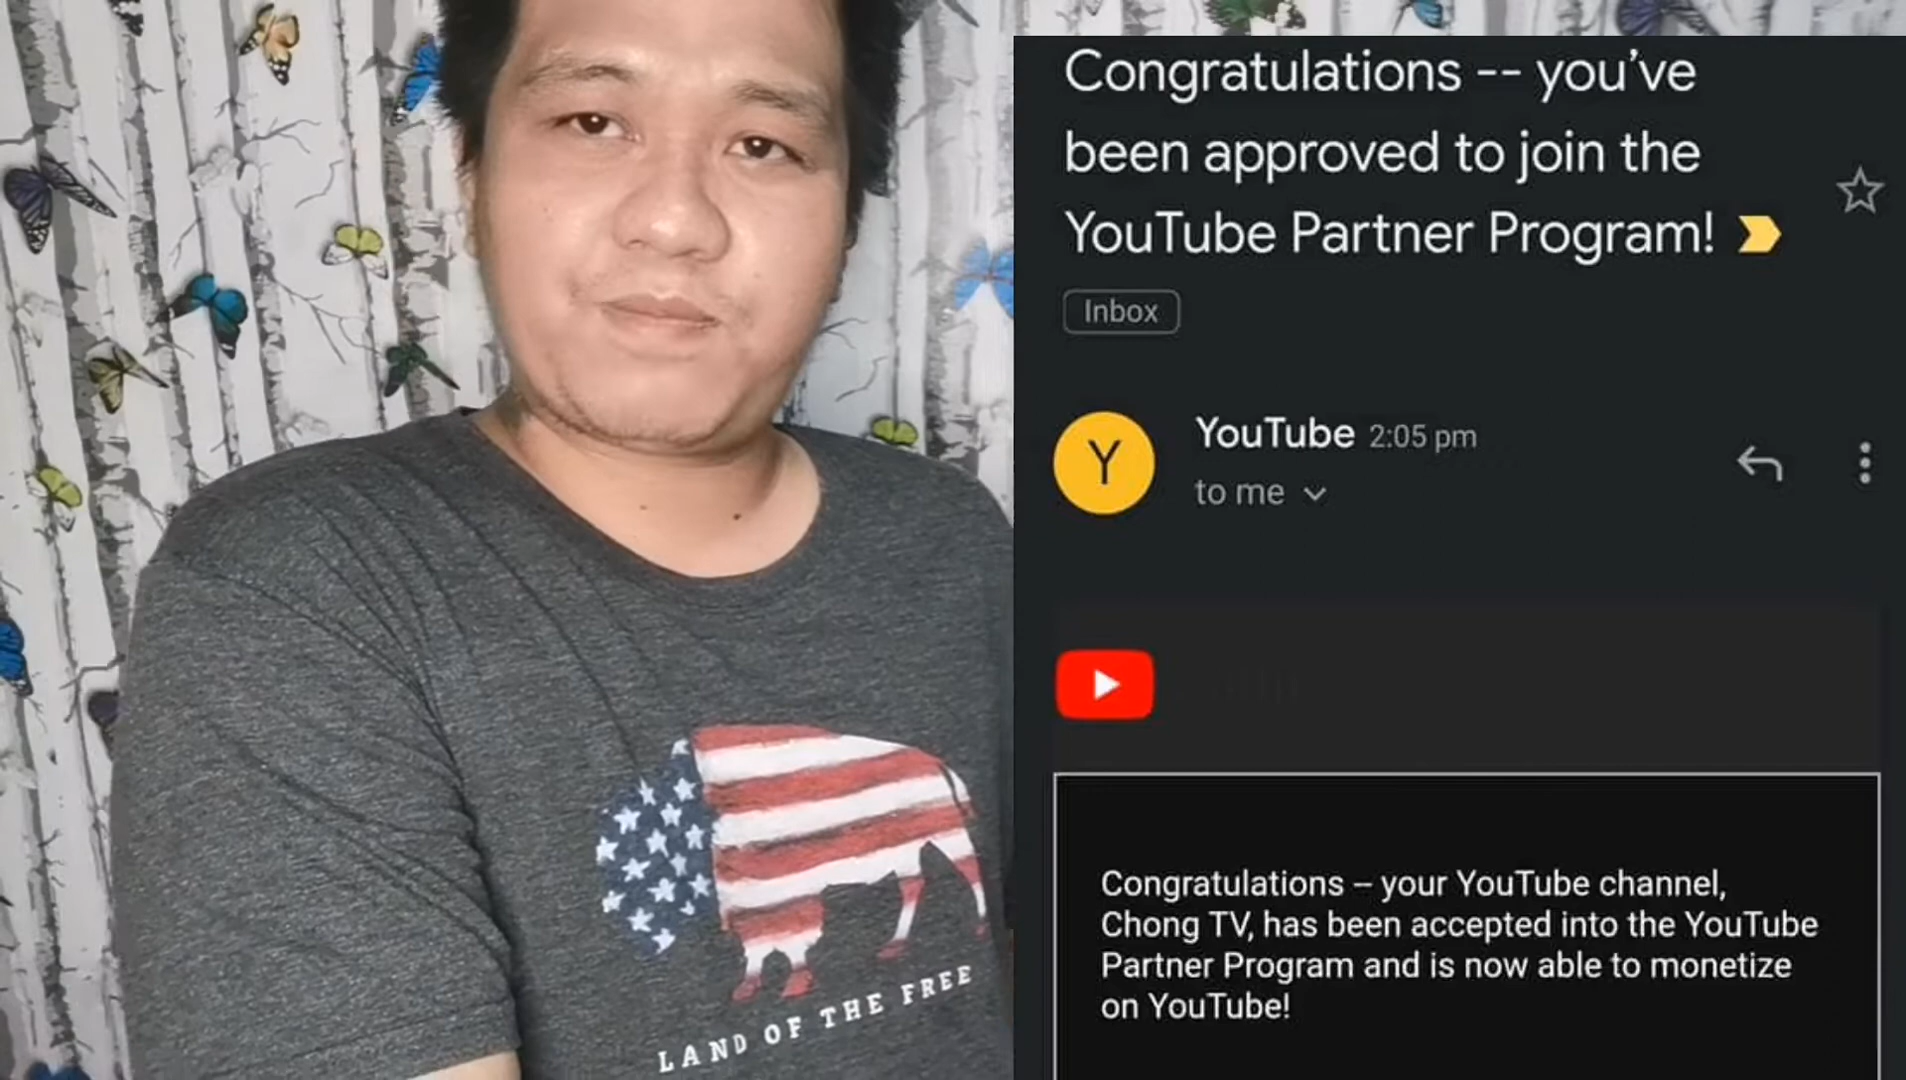 Congratulations -- you've
been approved to join the
YouTube Partner Program!
Inbox
Y
YouTube 2:05 pm
to me
Congratulations – your YouTube channel,
Chong TV, has been accepted into the YouTube
Partner Program and is now able to monetize
on YouTube!
LAND OF THE FREE